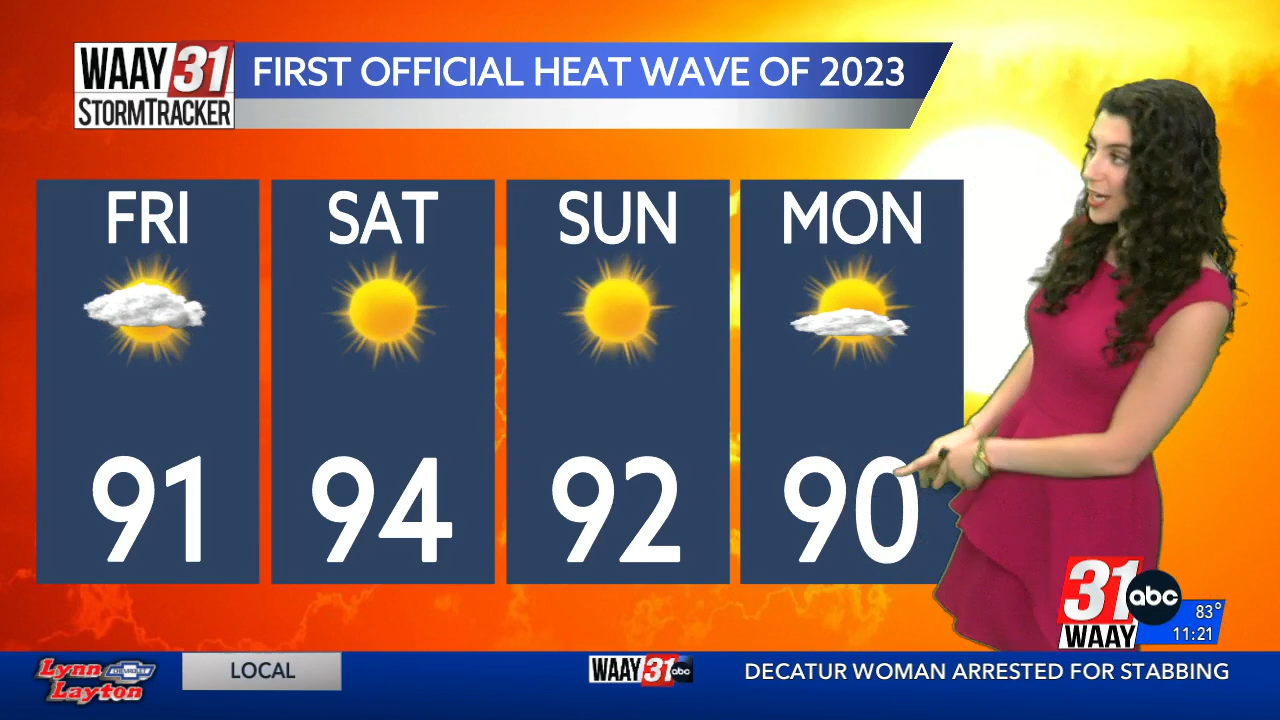 WAAY 31
STORMTRACKER
FIRST OFFICIAL HEAT WAVE OF 2023
FRI
SAT
SUN
MON
91
94
92
90
31
abc
WAAY
83°
11:21
Lynn
CHEVROLET
Layton
LOCAL
WAAY 31 abc
DECATUR WOMAN ARRESTED FOR STABBING